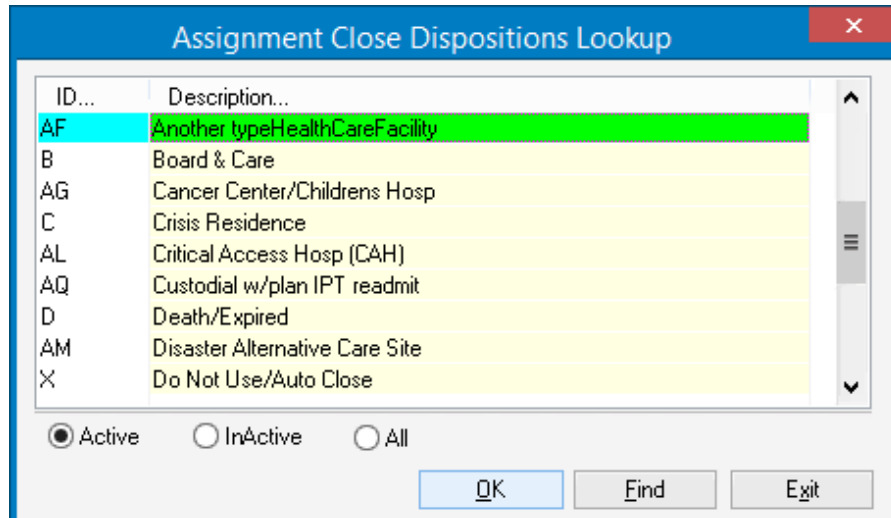 Assignment Close Dispositions Lookup
ID... Description...
AF Another typeHealthCareFacility
B Board & Care
AG Cancer Center/Childrens Hosp
C Crisis Residence
AL Critical Access Hosp (CAH)
AQ Custodial w/plan IPT readmit
D Death/Expired
AM Disaster Alternative Care Site
X Do Not Use/Auto Close
Active InActive All
OK Find Exit